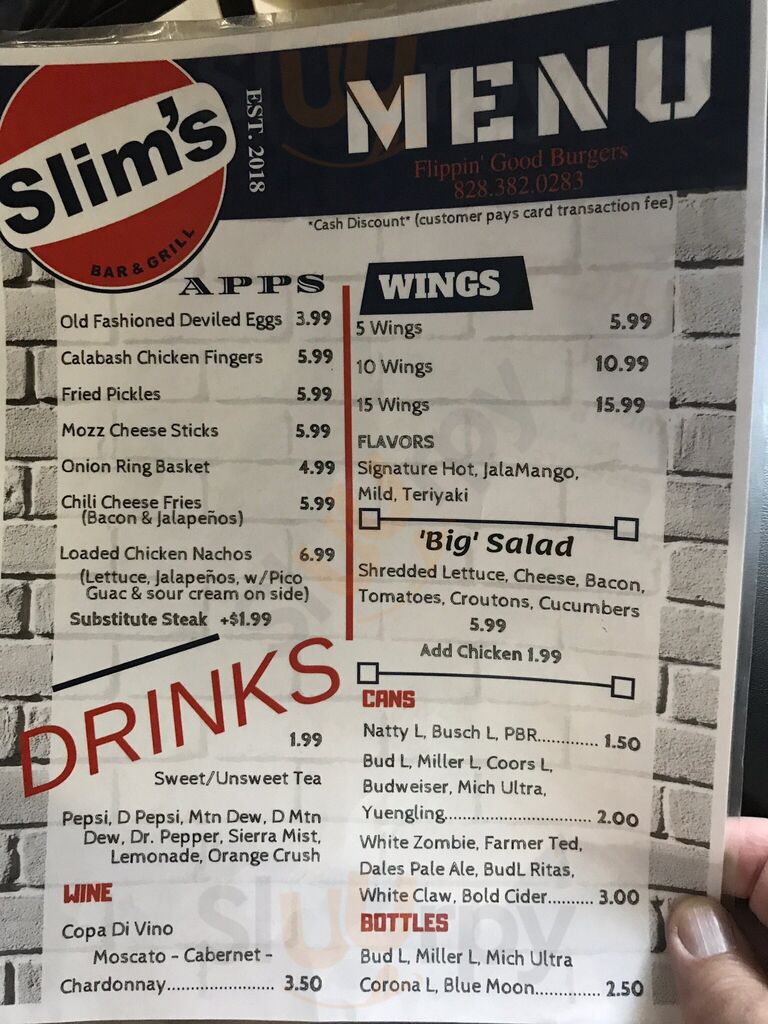 Slim's
BAR & GRILL
EST. 2018
MENU
Flippin' Good Burgers
828.382.0283
*Cash Discount* (customer pays card transaction fee)
APPS
Old Fashioned Deviled Eggs 3.99
Calabash Chicken Fingers 5.99
Fried Pickles 5.99
Mozz Cheese Sticks 5.99
Onion Ring Basket 4.99
Chili Cheese Fries 5.99
(Bacon & Jalapeños)
Loaded Chicken Nachos 6.99
(Lettuce, Jalapeños, w/Pico
Guac & sour cream on side)
Substitute Steak +$1.99
WINGS
5 Wings 5.99
10 Wings 10.99
15 Wings 15.99
FLAVORS
Signature Hot, JalaMango,
Mild, Teriyaki
'Big' Salad
Shredded Lettuce, Cheese, Bacon,
Tomatoes, Croutons, Cucumbers
5.99
Add Chicken 1.99
DRINKS
1.99
Sweet/Unsweet Tea
Pepsi, D Pepsi, Mtn Dew, D Mtn
Dew, Dr. Pepper, Sierra Mist,
Lemonade, Orange Crush
WINE
Copa Di Vino
Moscato - Cabernet -
Chardonnay....................... 3.50
CANS
Natty L, Busch L, PBR............. 1.50
Bud L, Miller L, Coors L,
Budweiser, Mich Ultra,
Yuengling............................... 2.00
White Zombie, Farmer Ted,
Dales Pale Ale, BudL Ritas,
White Claw, Bold Cider.......... 3.00
BOTTLES
Bud L, Miller L, Mich Ultra
Corona L, Blue Moon.............. 2.50
Sluurpy